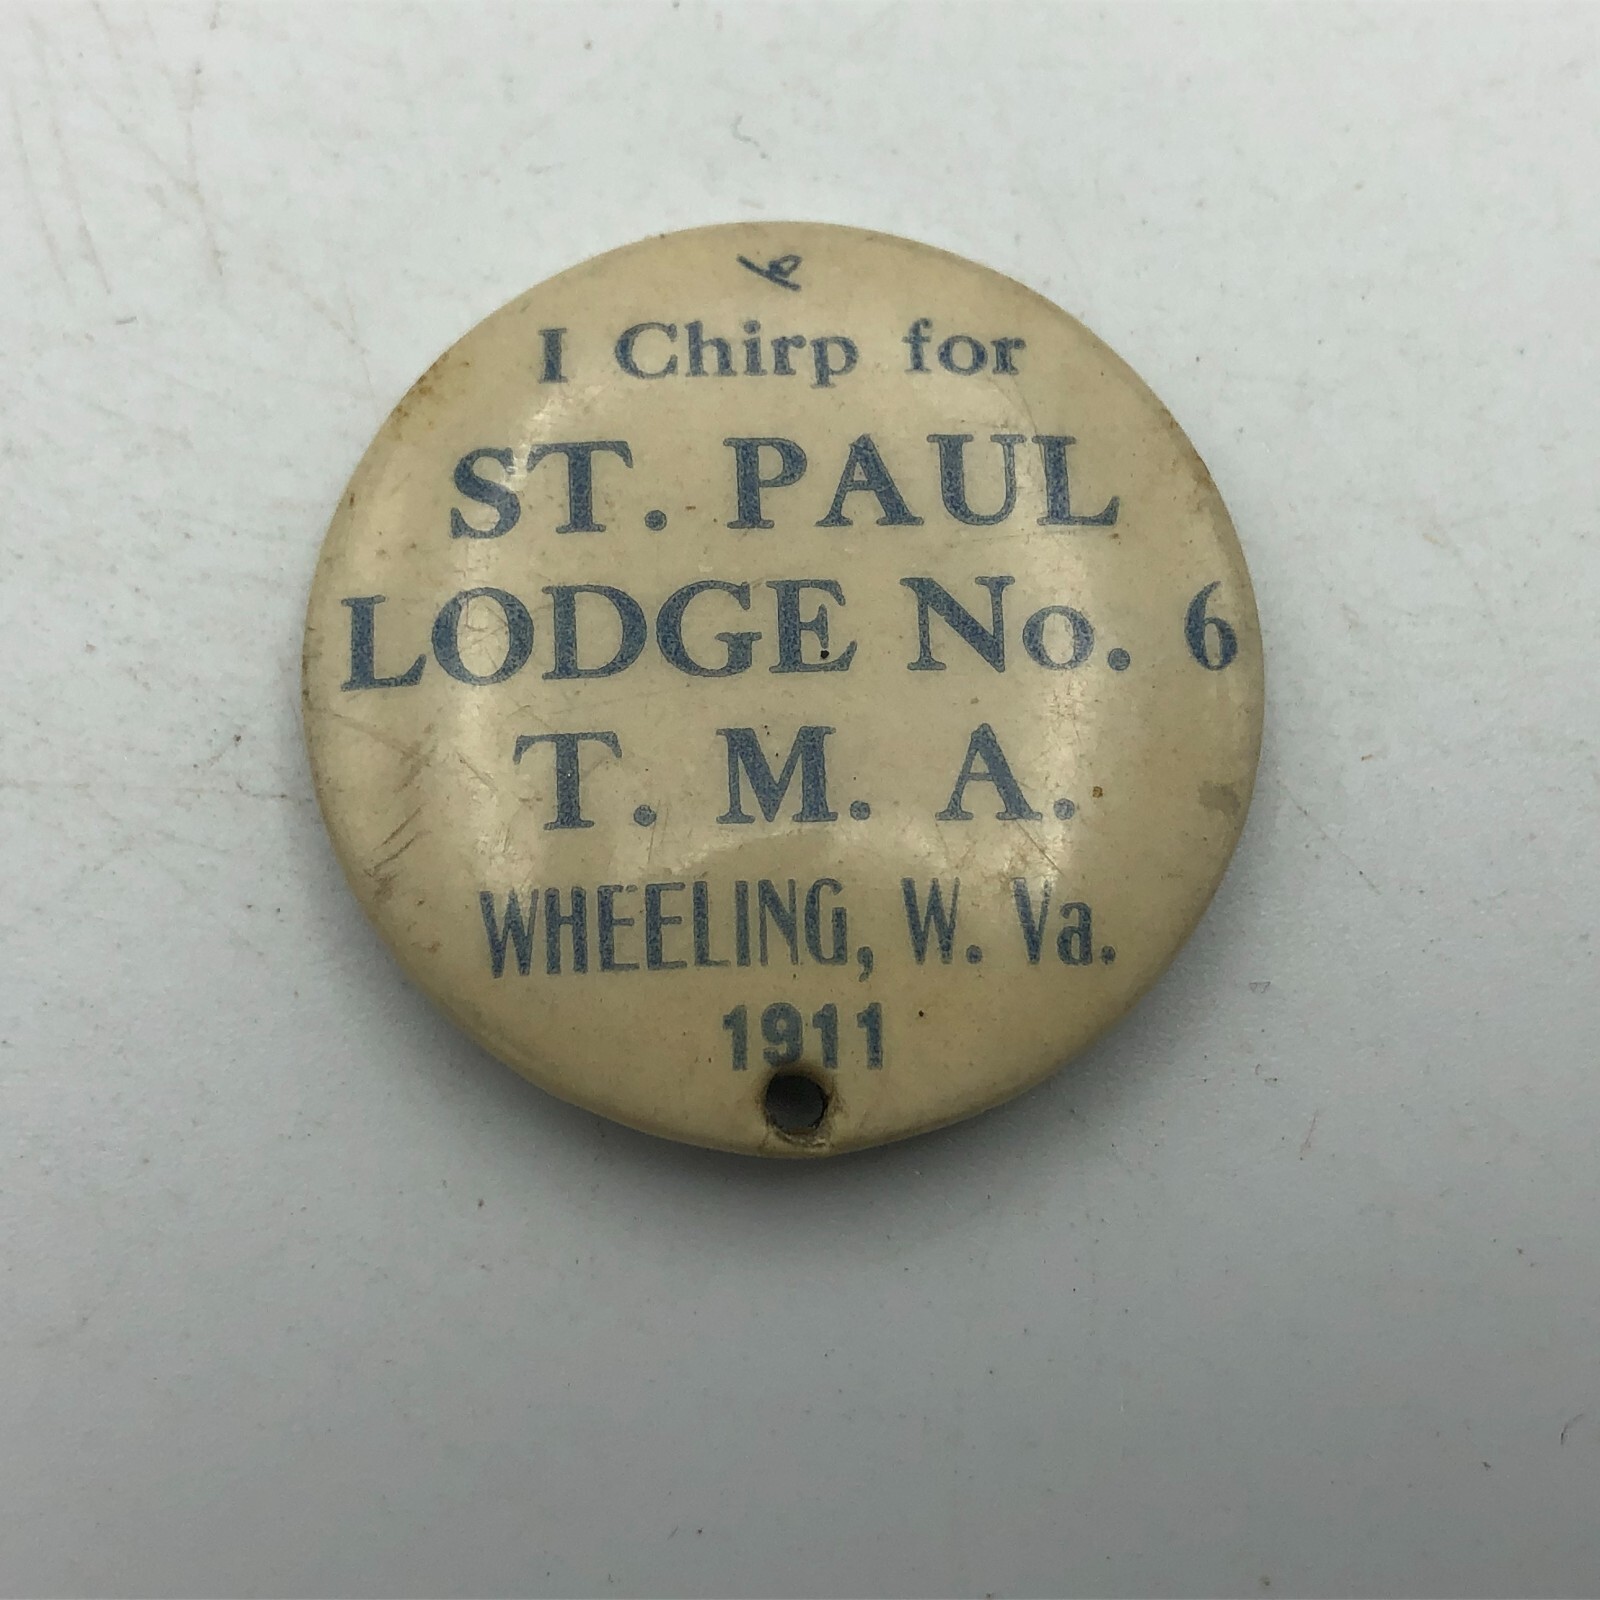 I Chirp for
ST. PAUL
LODGE No. 6
T. M. A.
WHEELING, W. Va.
1911